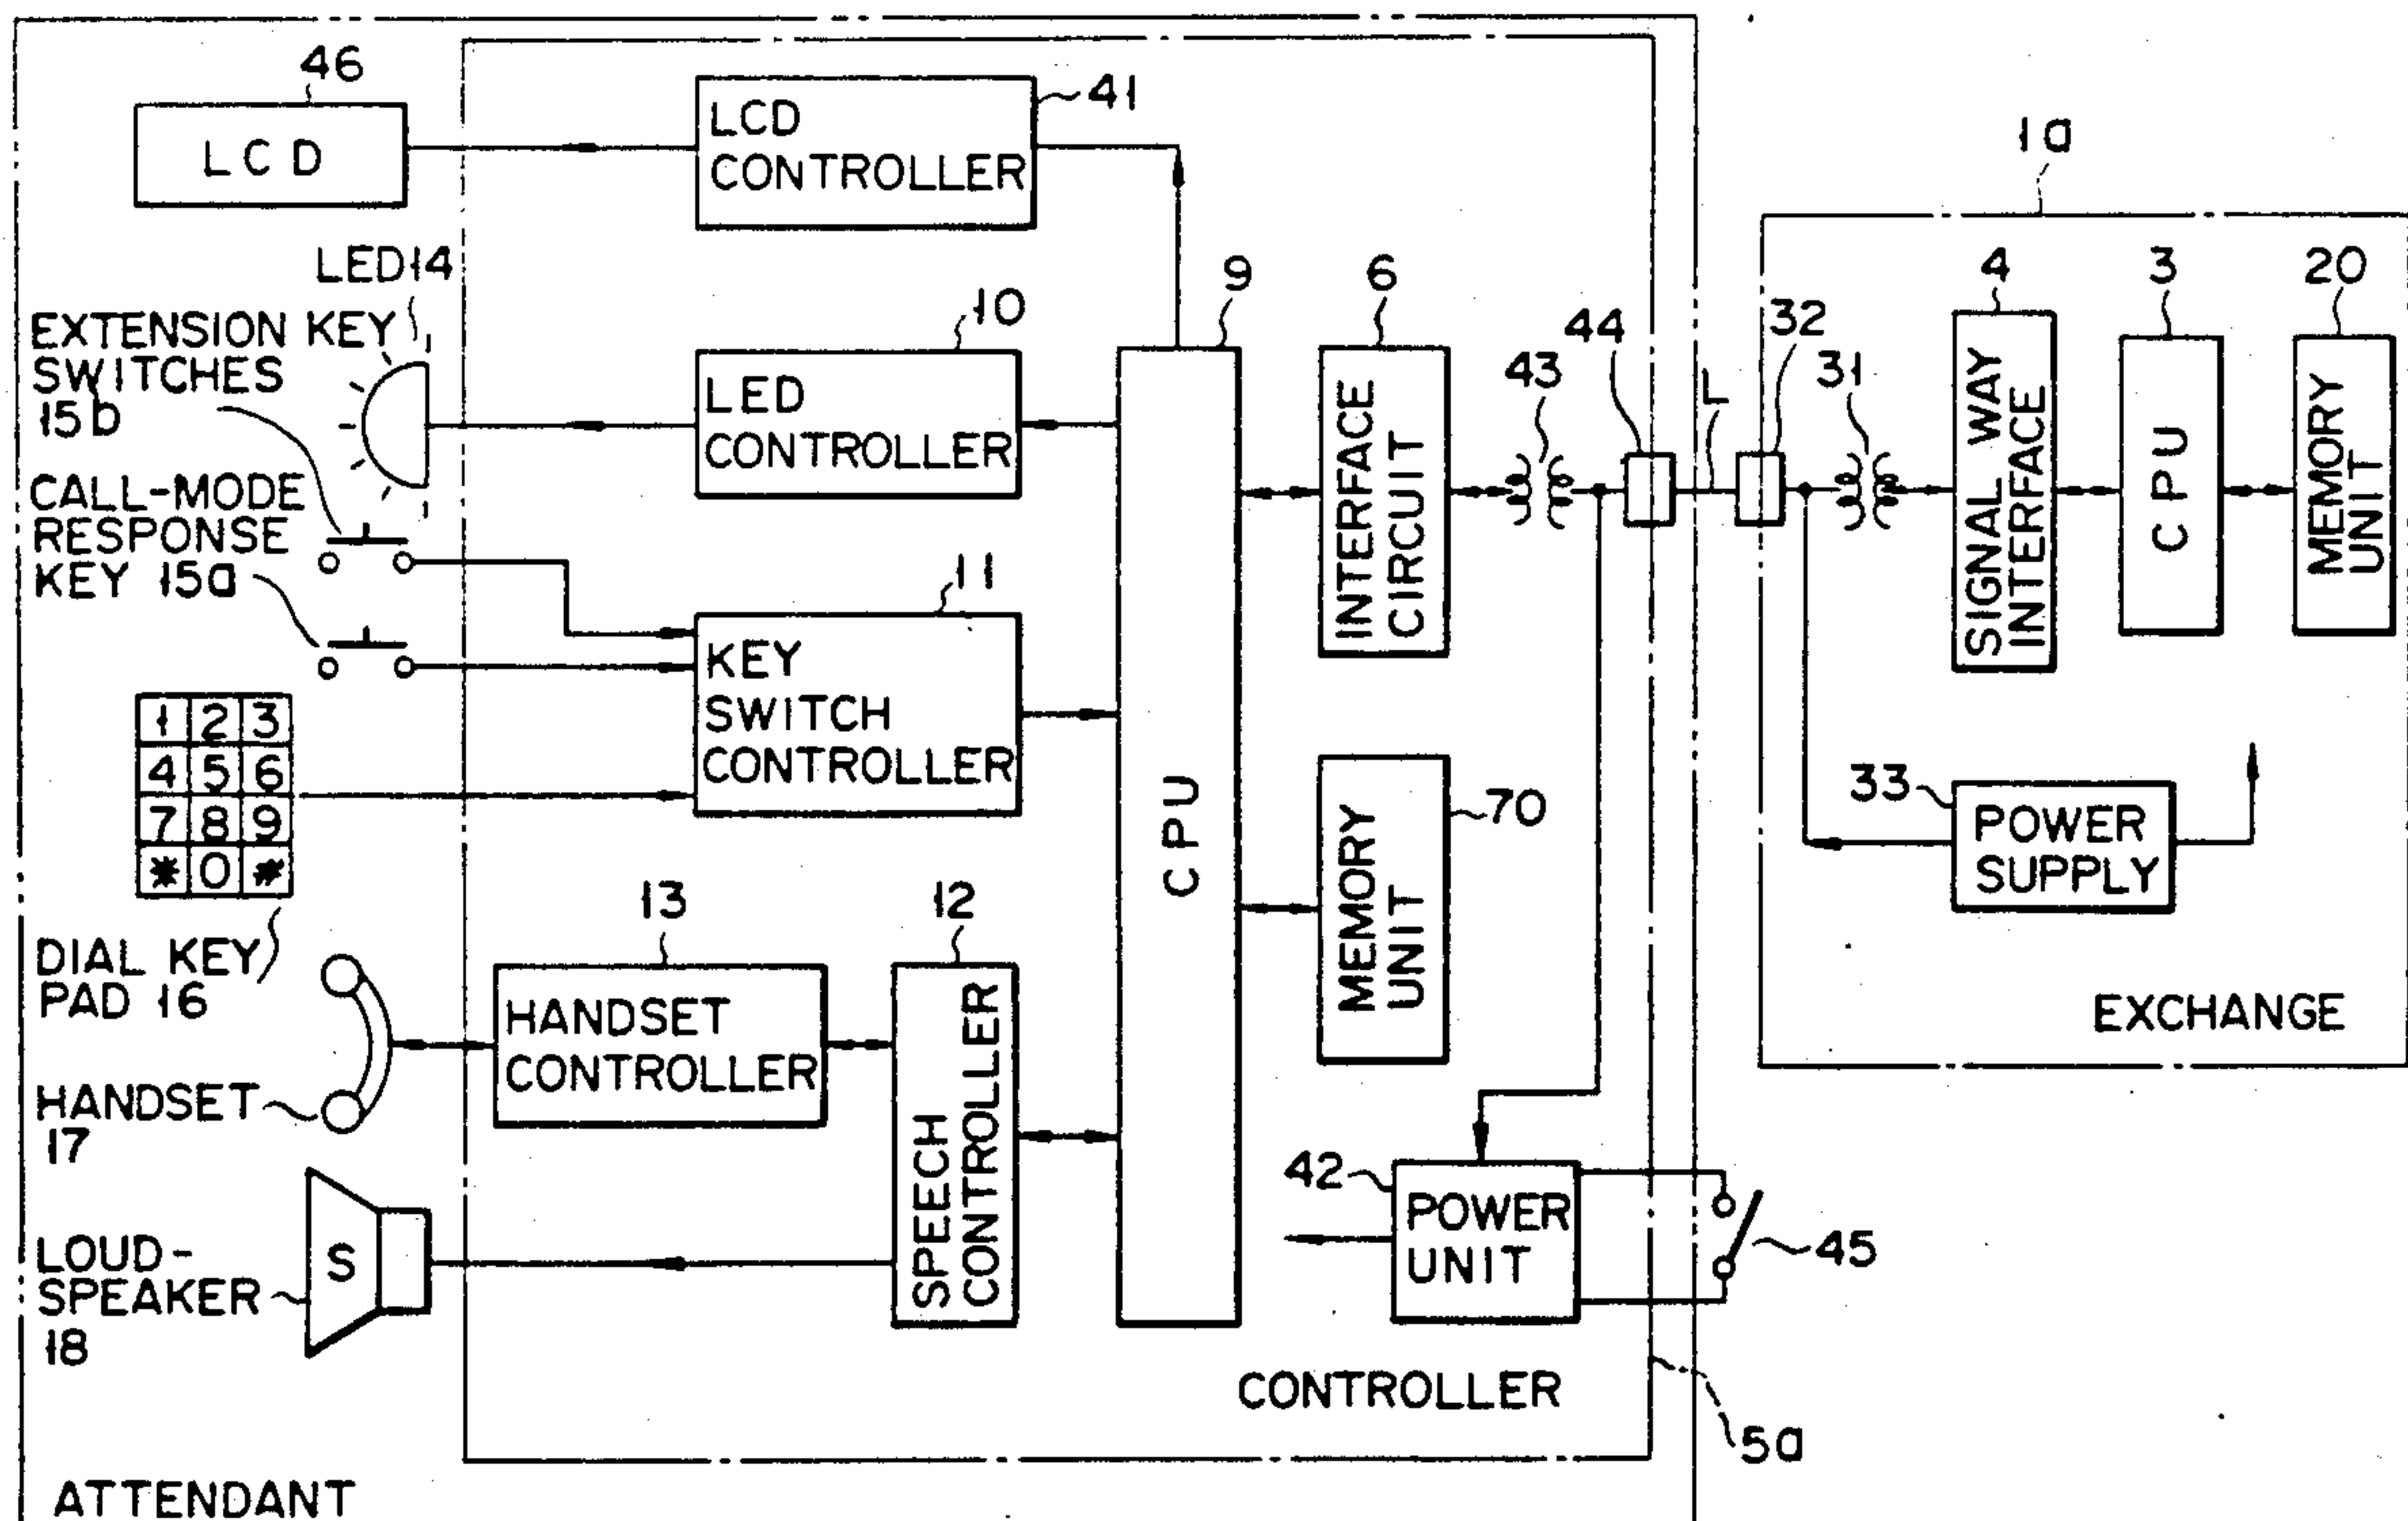 46
LCD
LCD
CONTROLLER
41
1a
LED14
EXTENSION KEY
SWITCHES
15b
10
LED
CONTROLLER
9
6
44
32
4
3
20
43
L
31
INTERFACE
CIRCUIT
SIGNAL WAY
INTERFACE
CPU
MEMORY
UNIT
CALL-MODE
RESPONSE
KEY 15a
11
KEY
SWITCH
CONTROLLER
1 2 3
4 5 6
7 8 9
* 0 #
CPU
MEMORY
UNIT
70
33
POWER
SUPPLY
EXCHANGE
DIAL KEY
PAD 16
13
HANDSET
CONTROLLER
12
SPEECH
CONTROLLER
HANDSET
17
42
POWER
UNIT
45
LOUD-
SPEAKER
18
S
CONTROLLER
5a
ATTENDANT